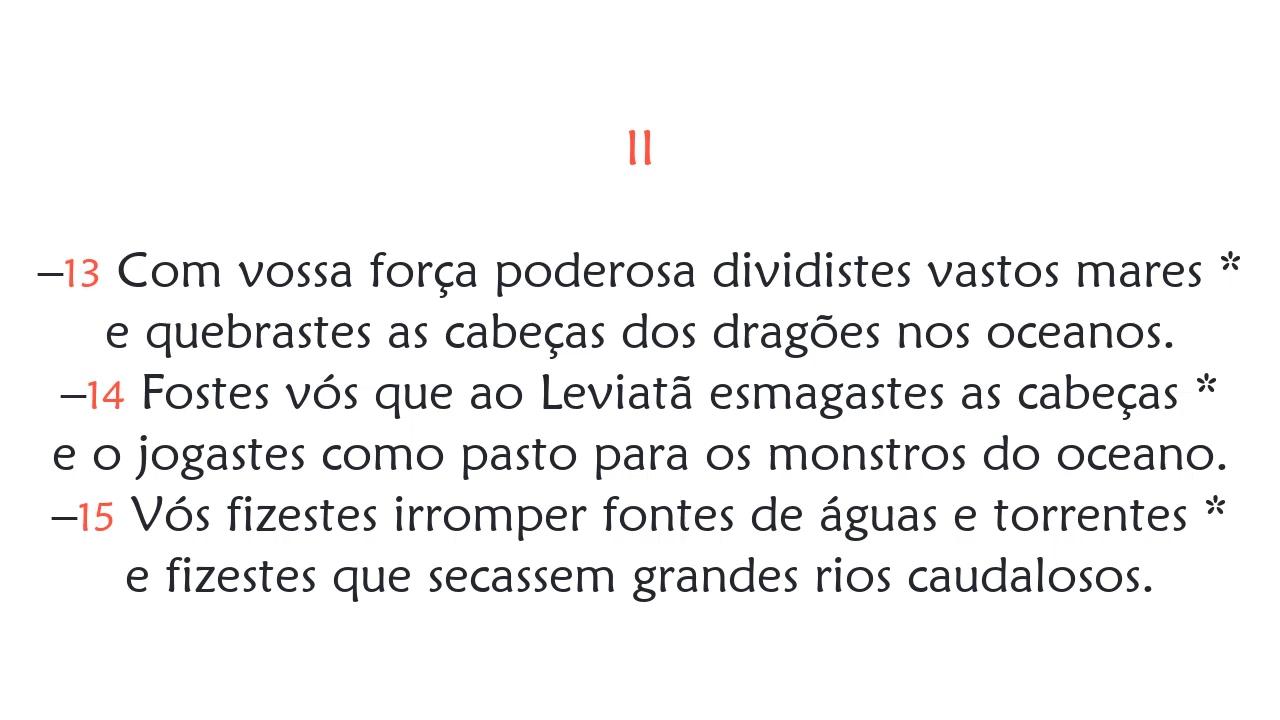 II
–13 Com vossa força poderosa dividistes vastos mares *
e quebrastes as cabeças dos dragões nos oceanos.
–14 Fostes vós que ao Leviatã esmagastes as cabeças *
e o jogastes como pasto para os monstros do oceano.
–15 Vós fizestes irromper fontes de águas e torrentes *
e fizestes que secassem grandes rios caudalosos.